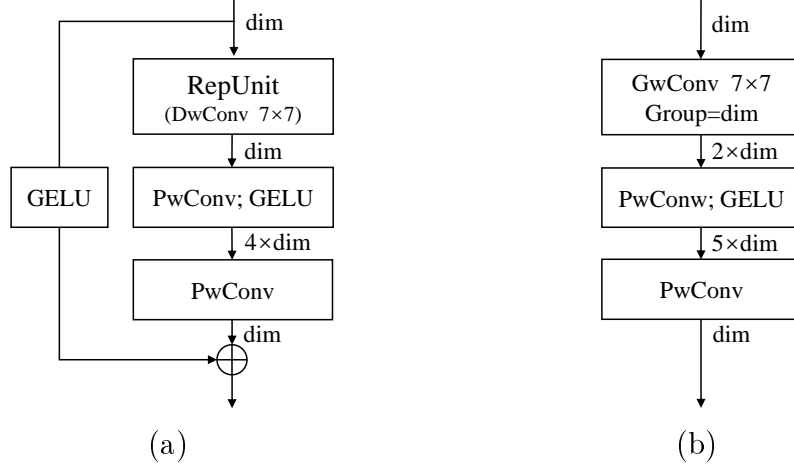 dim
RepUnit
(DwConv 7×7)
dim
GELU
PwConv; GELU
4×dim
PwConv
dim
(a)
dim
GwConv 7×7
Group=dim
2×dim
PwConw; GELU
5×dim
PwConv
dim
(b)